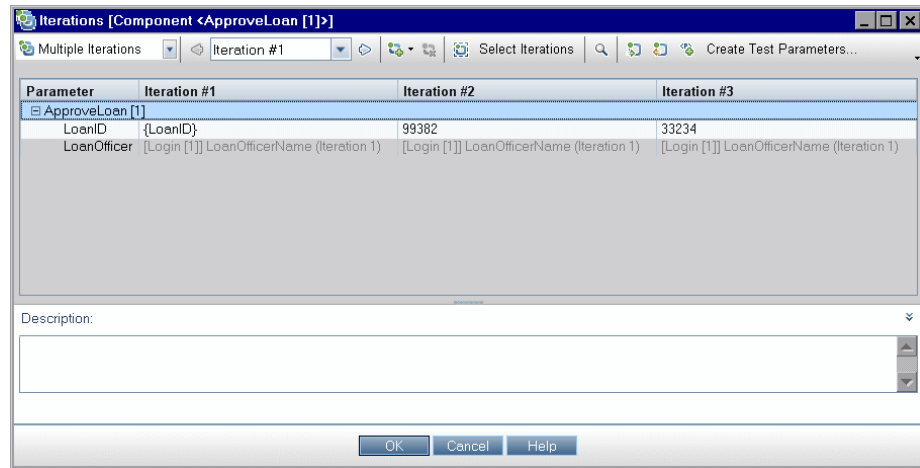 Iterations [Component <ApproveLoan [1]>]
Multiple Iterations Iteration #1 Select Iterations Create Test Parameters...
Parameter Iteration #1 Iteration #2 Iteration #3
ApproveLoan [1]
LoanID {LoanID} 99382 33234
LoanOfficer [Login [1]] LoanOfficerName (Iteration 1) [Login [1]] LoanOfficerName (Iteration 1) [Login [1]] LoanOfficerName (Iteration 1)
Description:
OK Cancel Help